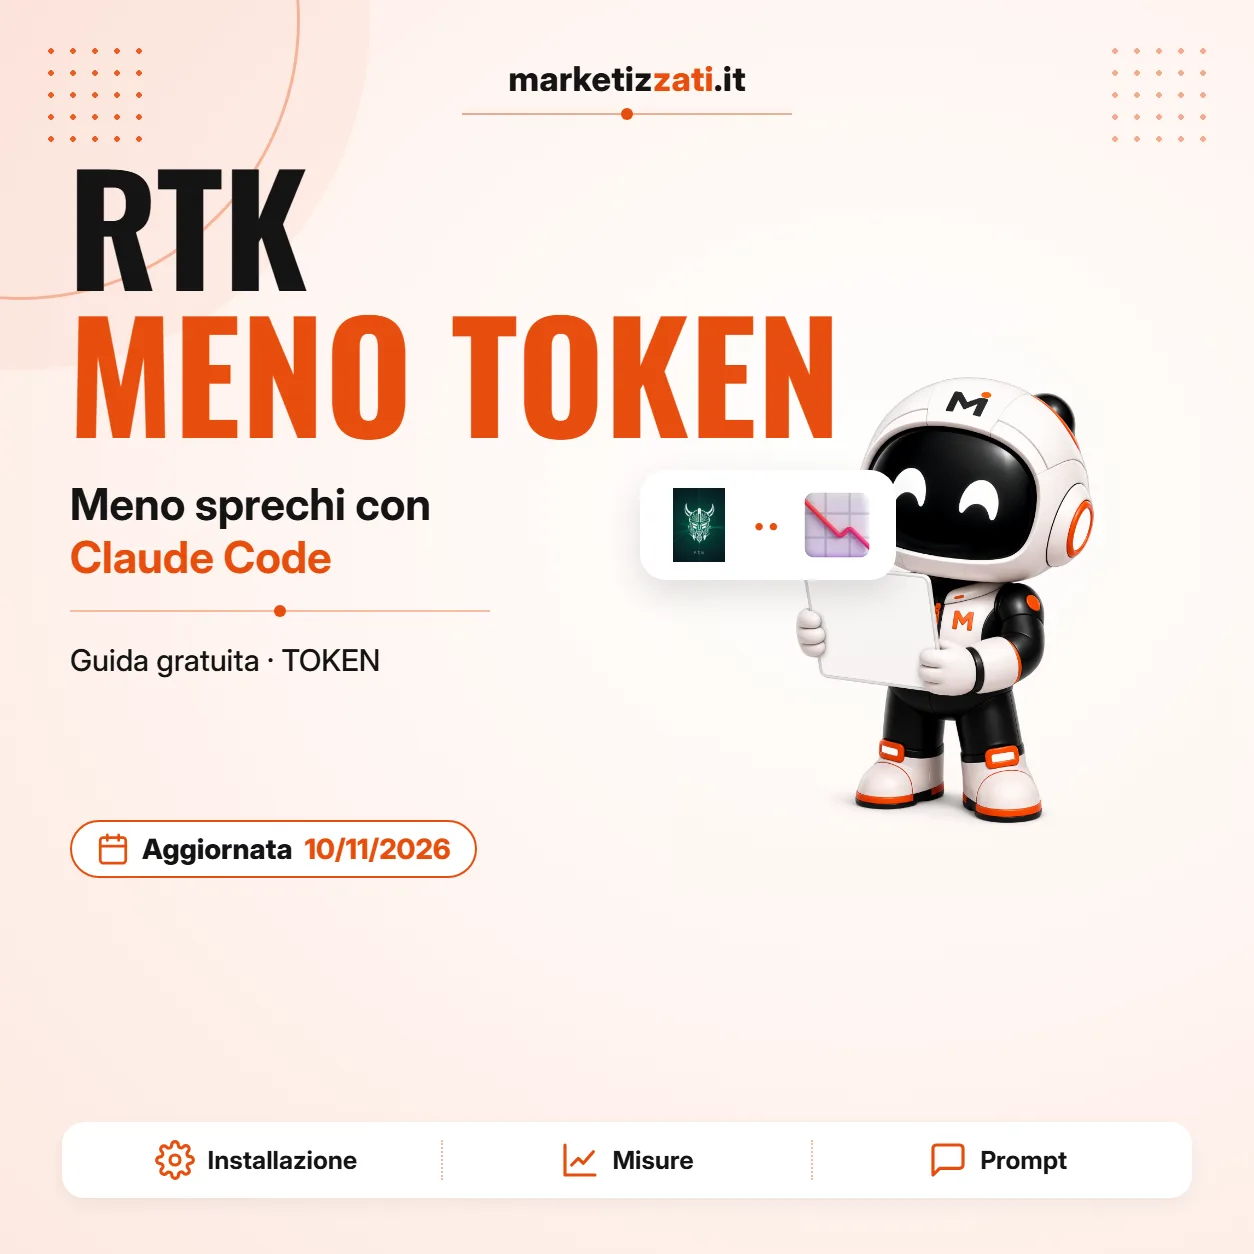 marketizzati.it
RTK
MENO TOKEN
Meno sprechi con
Claude Code
Guida gratuita · TOKEN
Aggiornata 10/11/2026
Installazione
Misure
Prompt